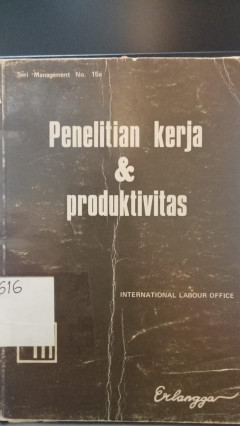 Seri Management No. 15a
Penelitian kerja
&
produktivitas
616
INTERNATIONAL LABOUR OFFICE
Erlangga